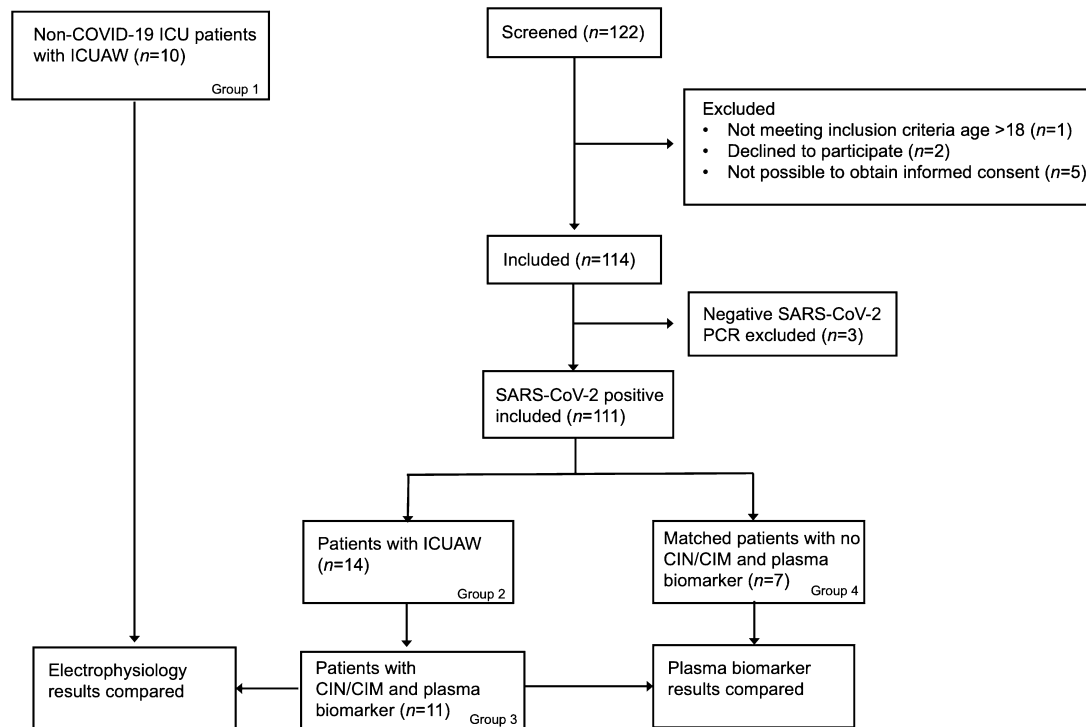 Non-COVID-19 ICU patients
with ICUAW (n=10)
Group 1
Screened (n=122)
Excluded
• Not meeting inclusion criteria age >18 (n=1)
• Declined to participate (n=2)
• Not possible to obtain informed consent (n=5)
Included (n=114)
Negative SARS-CoV-2
PCR excluded (n=3)
SARS-CoV-2 positive
included (n=111)
Patients with ICUAW
(n=14)
Group 2
Matched patients with no
CIN/CIM and plasma
biomarker (n=7)
Group 4
Electrophysiology
results compared
Patients with
CIN/CIM and plasma
biomarker (n=11)
Group 3
Plasma biomarker
results compared